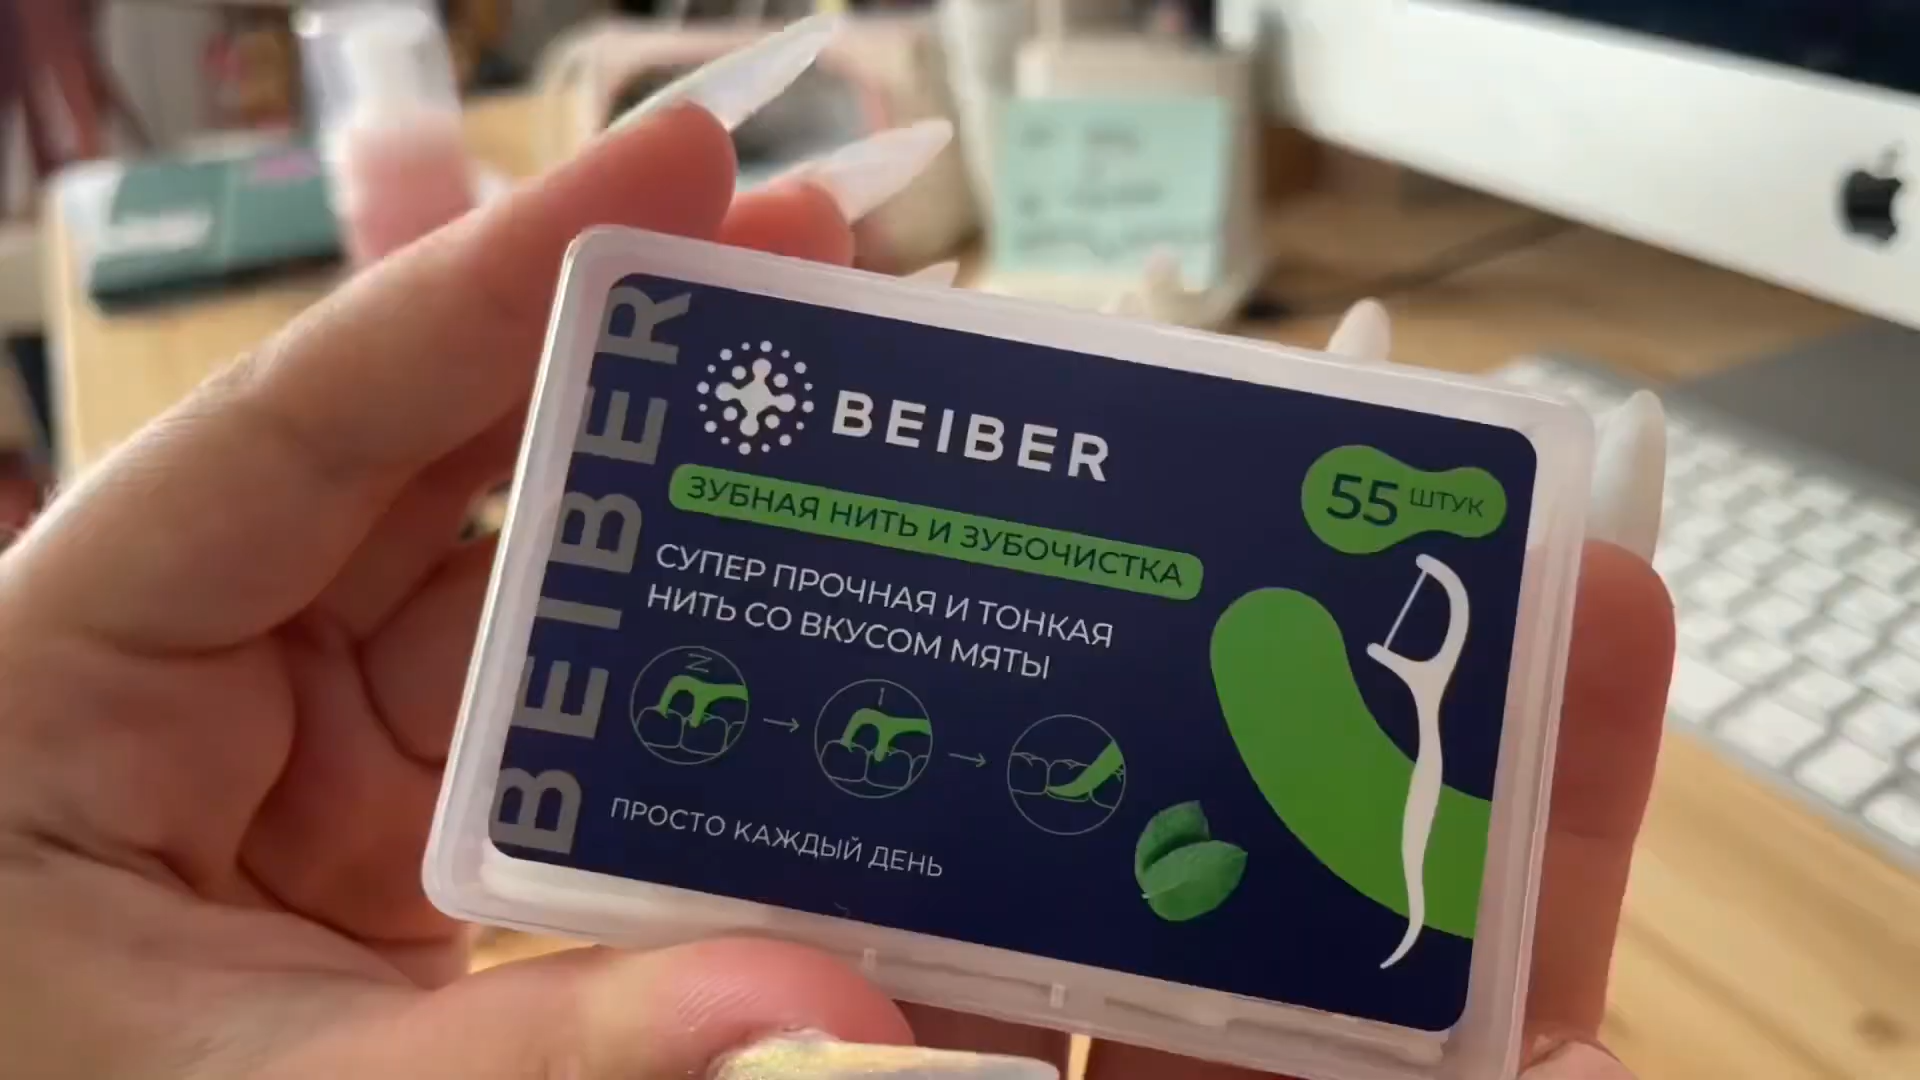 BEIBER
BEIBER
ЗУБНАЯ НИТЬ И ЗУБОЧИСТКА
55 ШТУК
СУПЕР ПРОЧНАЯ И ТОНКАЯ
НИТЬ СО ВКУСОМ МЯТЫ
ПРОСТО КАЖДЫЙ ДЕНЬ